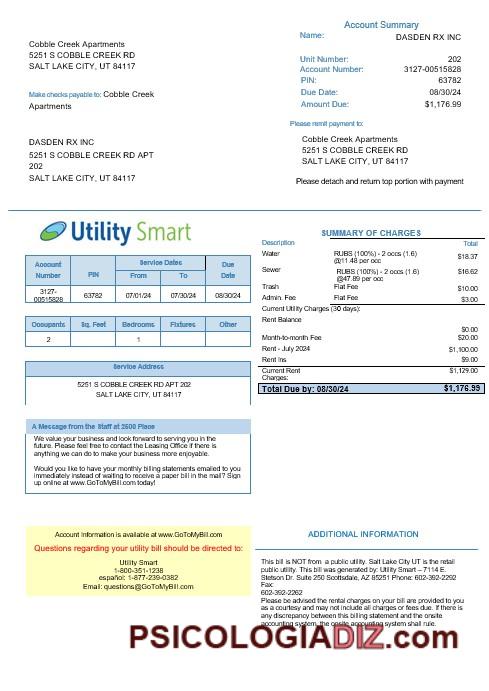 Account Summary
Cobble Creek Apartments
5251 S COBBLE CREEK RD
SALT LAKE CITY, UT 84117
Name: DASDEN RX INC
Unit Number: 202
Account Number: 3127-00515828
PIN: 63782
Due Date: 08/30/24
Amount Due: $1,176.99
Make checks payable to: Cobble Creek
Apartments
Please remit payment to:
Cobble Creek Apartments
5251 S COBBLE CREEK RD
SALT LAKE CITY, UT 84117
DASDEN RX INC
5251 S COBBLE CREEK RD APT
202
SALT LAKE CITY, UT 84117
Please detach and return top portion with payment
Utility Smart
Account Number PIN Service Dates From To Due Date
3127-00515828 63782 07/01/24 07/30/24 08/30/24
Occupants Sq. Feet Bedrooms Fixtures Other
2 1
Service Address
5251 S COBBLE CREEK RD APT 202
SALT LAKE CITY, UT 84117
SUMMARY OF CHARGES
Description Total
Water RUBS (100%) - 2 occs (1.6) $18.37
@11.48 per occ
Sewer RUBS (100%) - 2 occs (1.6) $16.62
@47.89 per occ
Trash Flat Fee $10.00
Admin. Fee Flat Fee $3.00
Current Utility Charges (30 days):
Rent Balance
$0.00
Month-to-month Fee $20.00
Rent - July 2024 $1,100.00
Rent Ins $9.00
Current Rent $1,129.00
Charges:
Total Due by: 08/30/24 $1,176.99
A Message from the Staff at 2600 Place
We value your business and look forward to serving you in the
future. Please feel free to contact the Leasing Office if there is
anything we can do to make your business more enjoyable.
Would you like to have your monthly billing statements emailed to you
immediately instead of waiting to receive a paper bill in the mail? Sign
up online at www.GoToMyBill.com today!
Account information is available at www.GoToMyBill.com
Questions regarding your utility bill should be directed to:
Utility Smart
1-800-351-1238
español: 1-877-239-0382
Email: questions@GoToMyBill.com
ADDITIONAL INFORMATION
This bill is NOT from a public utility. Salt Lake City UT is the retail
public utility. This bill was generated by: Utility Smart – 7114 E.
Stetson Dr. Suite 250 Scottsdale, AZ 85251 Phone: 602-392-2292
Fax:
602-392-2262
Please be advised the rental charges on your bill are provided to you
as a courtesy and may not include all charges or fees due. If there is
any discrepancy between this billing statement and the onsite
accounting system, the onsite accounting system shall rule.
PSICOLOGIADIZ.com